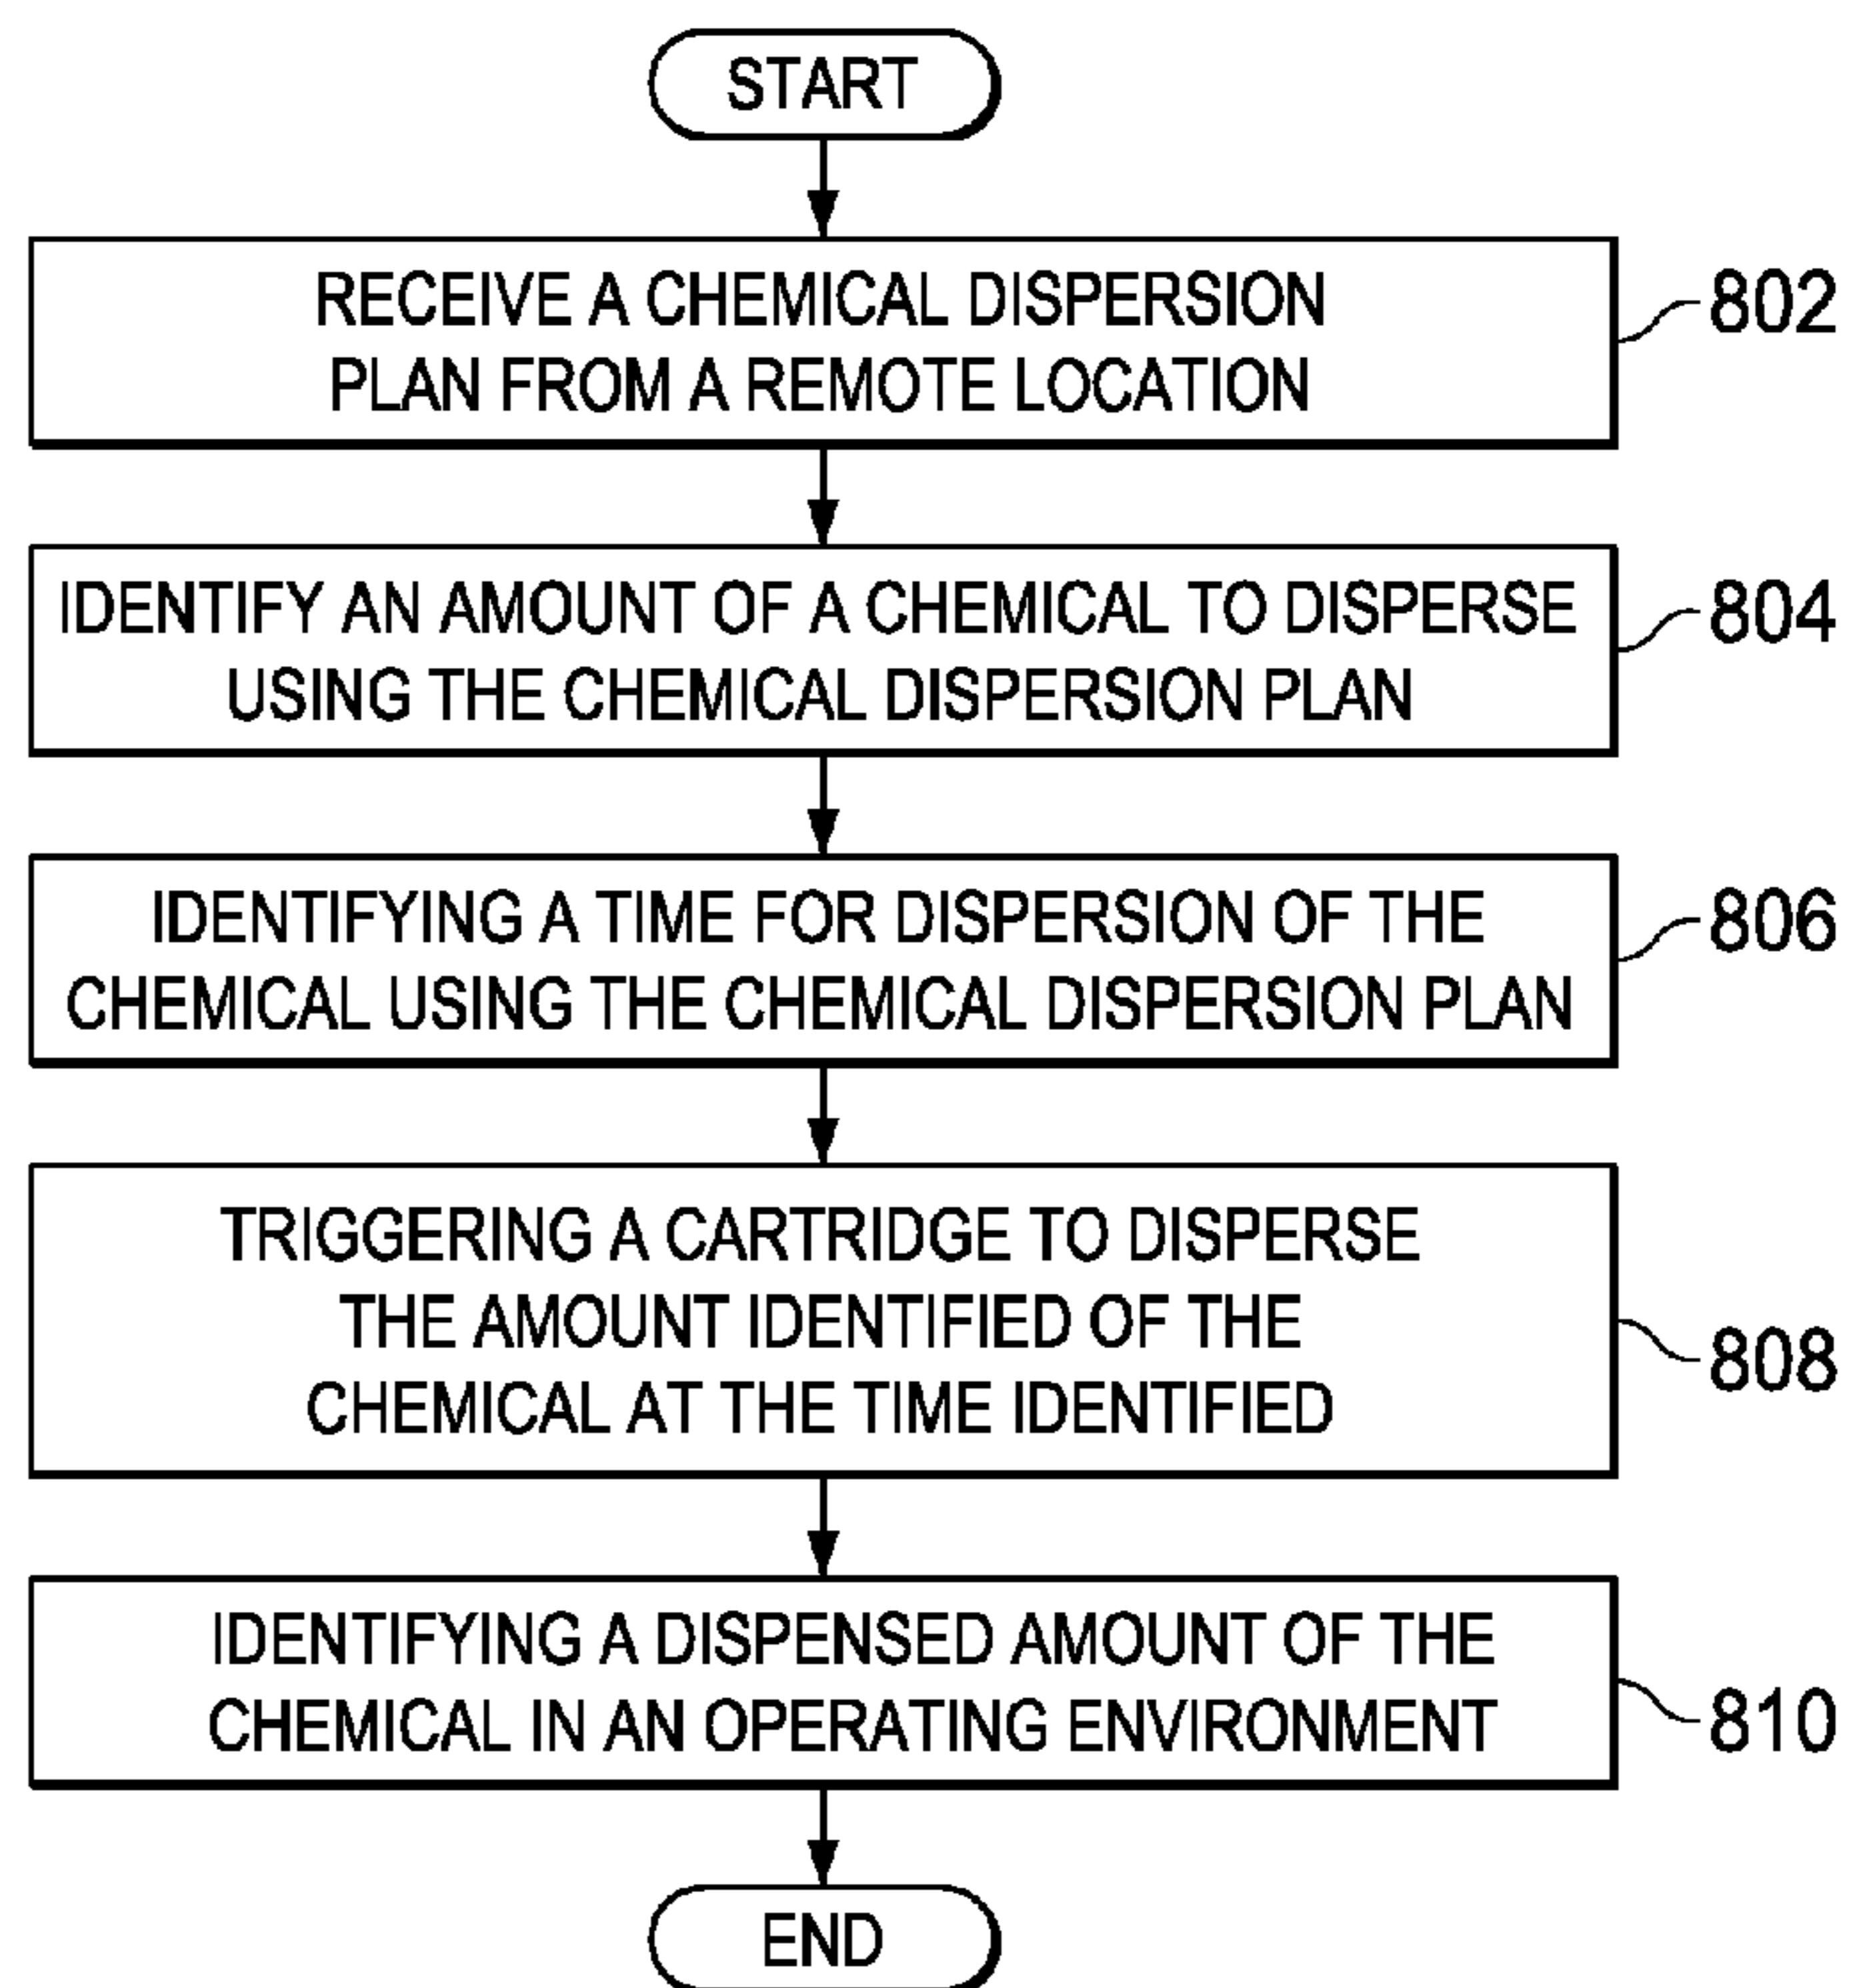 START
RECEIVE A CHEMICAL DISPERSION
PLAN FROM A REMOTE LOCATION
802
IDENTIFY AN AMOUNT OF A CHEMICAL TO DISPERSE
USING THE CHEMICAL DISPERSION PLAN
804
IDENTIFYING A TIME FOR DISPERSION OF THE
CHEMICAL USING THE CHEMICAL DISPERSION PLAN
806
TRIGGERING A CARTRIDGE TO DISPERSE
THE AMOUNT IDENTIFIED OF THE
CHEMICAL AT THE TIME IDENTIFIED
808
IDENTIFYING A DISPENSED AMOUNT OF THE
CHEMICAL IN AN OPERATING ENVIRONMENT
810
END